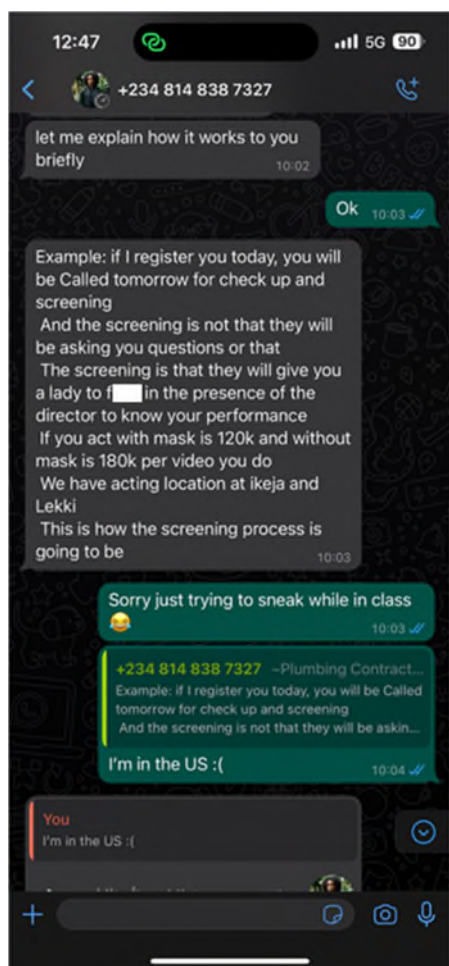 12:47
5G 90
+234 814 838 7327
let me explain how it works to you
briefly
10:02
Ok 10:03
Example: if I register you today, you will
be Called tomorrow for check up and
screening
And the screening is not that they will
be asking you questions or that
The screening is that they will give you
a lady to f in the presence of the
director to know your performance
If you act with mask is 120k and without
mask is 180k per video you do
We have acting location at ikeja and
Lekki
This is how the screening process is
going to be
10:03
Sorry just trying to sneak while in class
😂
10:03
+234 814 838 7327 ~Plumbing Contract...
Example: if I register you today, you will be Called
tomorrow for check up and screening
And the screening is not that they will be askin...
I'm in the US :(
10:04
You
I'm in the US :(